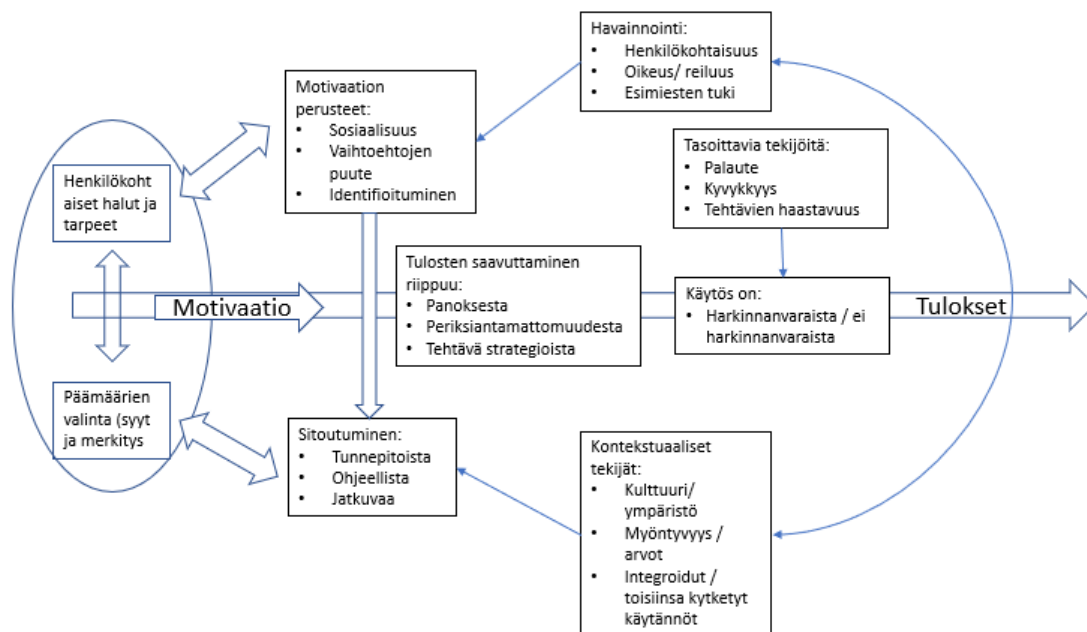 Havainnointi:
• Henkilökohtaisuus
• Oikeus/ reiluus
• Esimiesten tuki
Motivaation
perusteet:
• Sosiaalisuus
• Vaihtoehtojen
puute
• Identifioituminen
Tasoittavia tekijöitä:
• Palaute
• Kyvykkyys
• Tehtävien haastavuus
Henkilökoht
aiset halut ja
tarpeet
Motivaatio
Tulosten saavuttaminen
riippuu:
• Panoksesta
• Periksiantamattomuudesta
• Tehtävä strategioista
Käytös on:
• Harkinnanvaraista / ei
harkinnanvaraista
Tulokset
Päämäärien
valinta (syyt
ja merkitys
Sitoutuminen:
• Tunnepitoista
• Ohjeellista
• Jatkuvaa
Kontekstuaaliset
tekijät:
• Kulttuuri/
ympäristö
• Myöntyvyys /
arvot
• Integroidut /
toisiinsa kytketyt
käytännöt